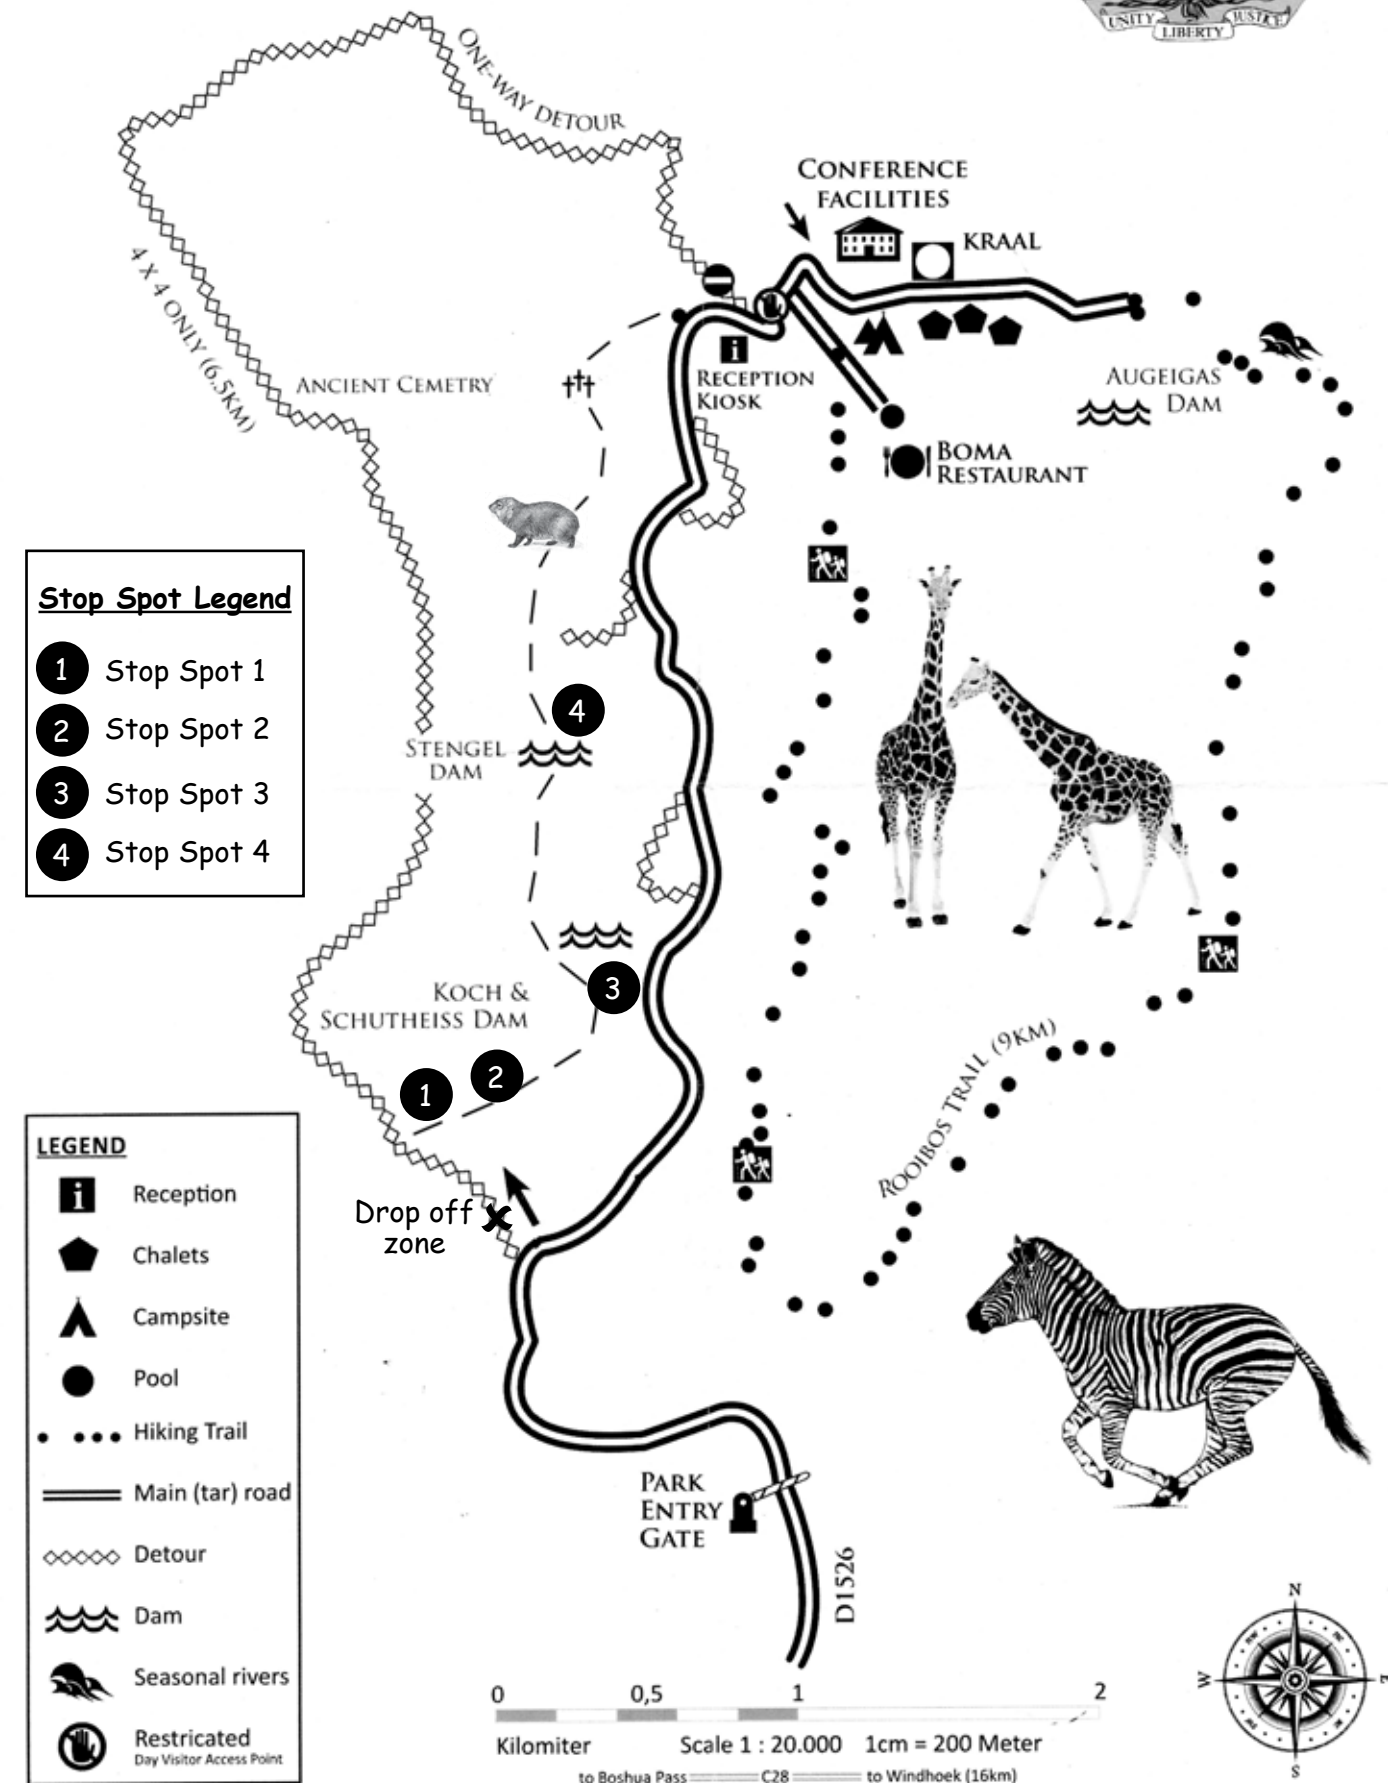 UNITY LIBERTY JUSTICE
ONE-WAY DETOUR
CONFERENCE
FACILITIES
KRAAL
4 X 4 ONLY (6,5KM)
ANCIENT CEMETRY
i
RECEPTION
KIOSK
AUGEIGAS
DAM
BOMA
RESTAURANT
Stop Spot Legend
1 Stop Spot 1
2 Stop Spot 2
3 Stop Spot 3
4 Stop Spot 4
4
STENGEL
DAM
3
KOCH &
SCHUTHEISS DAM
2
1
ROOIBOS TRAIL (9KM)
Drop off
zone
LEGEND
i Reception
Chalets
Campsite
Pool
Hiking Trail
Main (tar) road
Detour
Dam
Seasonal rivers
Restricated
Day Visitor Access Point
PARK
ENTRY
GATE
D1526
N
W
E
S
0 0,5 1 2
Kilomiter Scale 1 : 20.000 1cm = 200 Meter
to Boshua Pass C28 to Windhoek (16km)